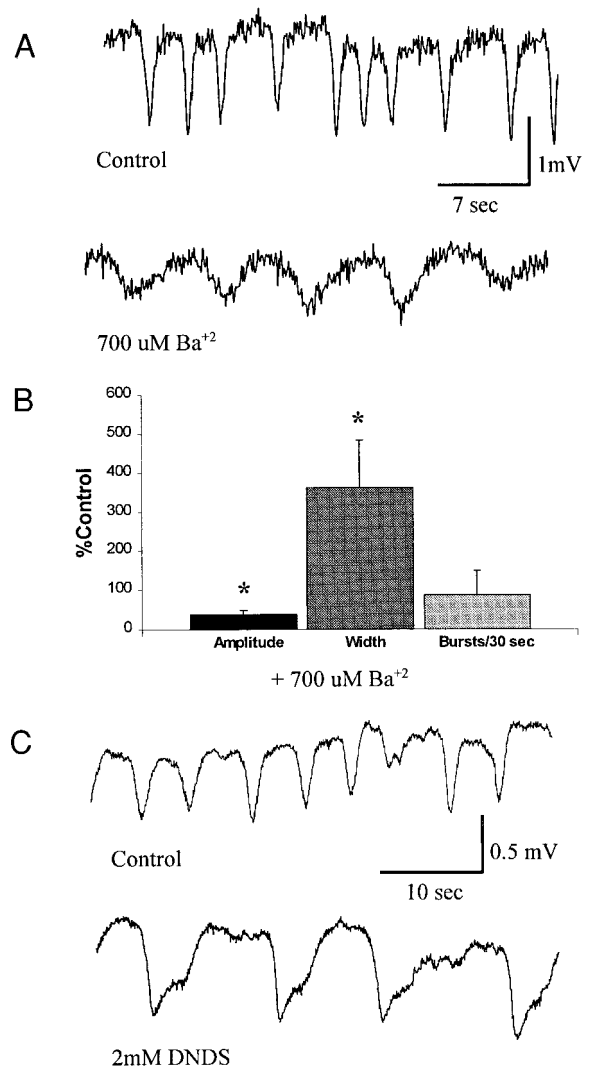 A
Control
1mV
7 sec
700 uM Ba⁺²
B
%Control
600
500
400
300
200
100
0
*
*
Amplitude
Width
Bursts/30 sec
+ 700 uM Ba⁺²
C
Control
0.5 mV
10 sec
2mM DNDS